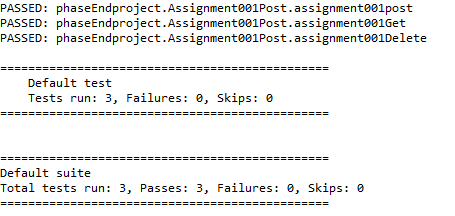 PASSED: phaseEndproject.Assignment001Post.assignment001post
PASSED: phaseEndproject.Assignment001Post.assignment001Get
PASSED: phaseEndproject.Assignment001Post.assignment001Delete
===============================================
Default test
Tests run: 3, Failures: 0, Skips: 0
===============================================
===============================================
Default suite
Total tests run: 3, Passes: 3, Failures: 0, Skips: 0
===============================================